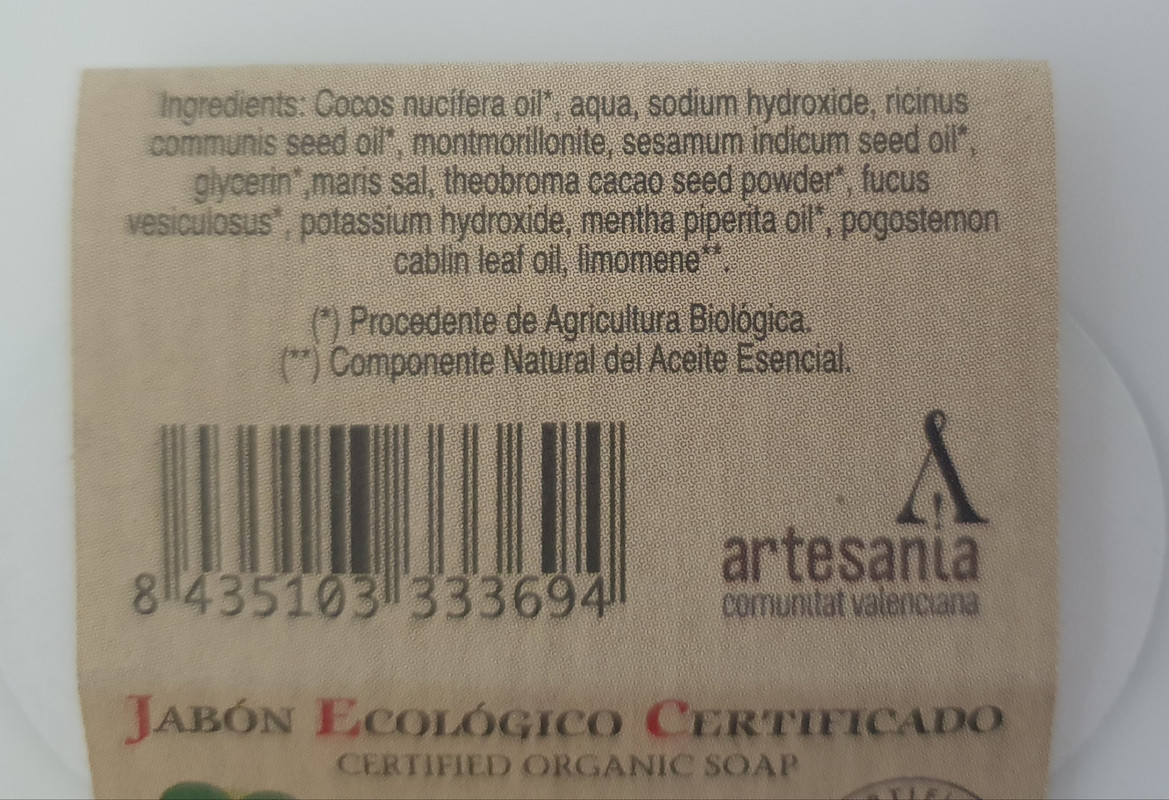 Ingredients: Cocos nucifera oil*, aqua, sodium hydroxide, ricinus
communis seed oil*, montmorillonite, sesamum indicum seed oil*,
glycerin*,maris sal, theobroma cacao seed powder*, fucus
vesiculosus*, potassium hydroxide, mentha piperita oil*, pogostemon
cablin leaf oil, limomene**.
(*) Procedente de Agricultura Biológica.
(**) Componente Natural del Aceite Esencial.
8 435103 333694
artesania
comunitat valenciana
JABÓN ECOLÓGICO CERTIFICADO
CERTIFIED ORGANIC SOAP